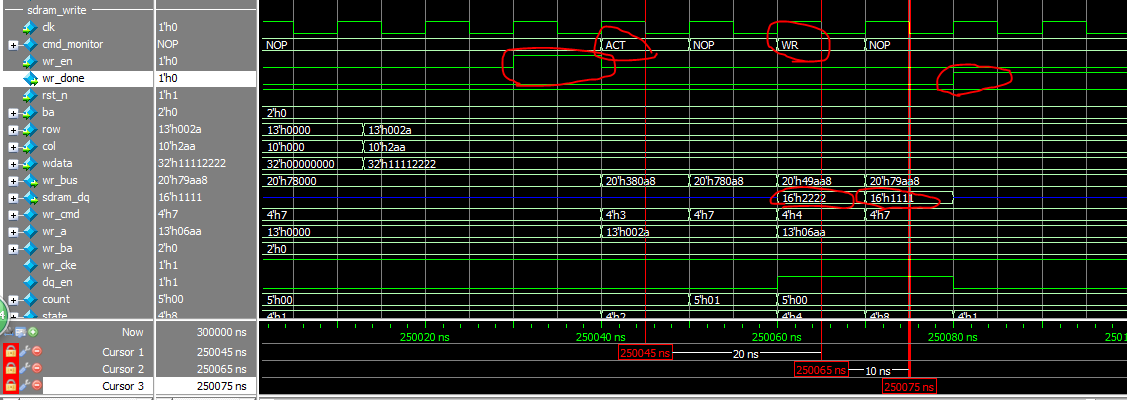 sdram_write
clk 1'h0
cmd_monitor NOP NOP ACT NOP WR NOP
wr_en 1'h0
wr_done 1'h0
rst_n 1'h1
ba 2'h0 2'h0
row 13'h002a 13'h0000 13'h002a
col 10'h2aa 10'h000 10'h2aa
wdata 32'h11112222 32'h00000000 32'h11112222
wr_bus 20'h79aa8 20'h78000 20'h380a8 20'h780a8 20'h49aa8 20'h79aa8
sdram_dq 16'h1111 16'h2222 16'h1111
wr_cmd 4'h7 4'h7 4'h3 4'h7 4'h4 4'h7
wr_a 13'h06aa 13'h0000 13'h002a 13'h06aa
wr_ba 2'h0 2'h0
wr_cke 1'h1
dq_en 1'h1
count 5'h00 5'h00 5'h01 5'h00
state 4'h8 4'h1 4'h2 4'h4 4'h8 4'h1
Now 300000 ns 250020 ns 250040 ns 250060 ns 250080 ns
Cursor 1 250045 ns 250045 ns 20 ns
Cursor 2 250065 ns 250065 ns 10 ns
Cursor 3 250075 ns 250075 ns